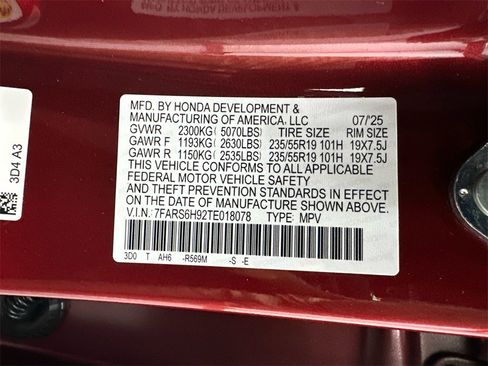 MFD. BY HONDA DEVELOPMENT &
MANUFACTURING OF AMERICA, LLC 07/25
GVWR 2300KG( 5070LBS) TIRE SIZE RIM SIZE
GAWR F 1193KG( 2630LBS) 235/55R19 101H 19X7.5J
GAWR R 1150KG( 2535LBS) 235/55R19 101H 19X7.5J
THIS VEHICLE CONFORMS TO ALL APPLICABLE
FEDERAL MOTOR VEHICLE SAFETY
AND THEFT PREVENTION STANDARDS IN EFFECT
ON THE DATE OF MANUFACTURE SHOWN ABOVE.
V.I.N.: 7FARS6H92TE018078 TYPE: MPV
3D0 T AH6 -R569M -S -E
3D4 A3